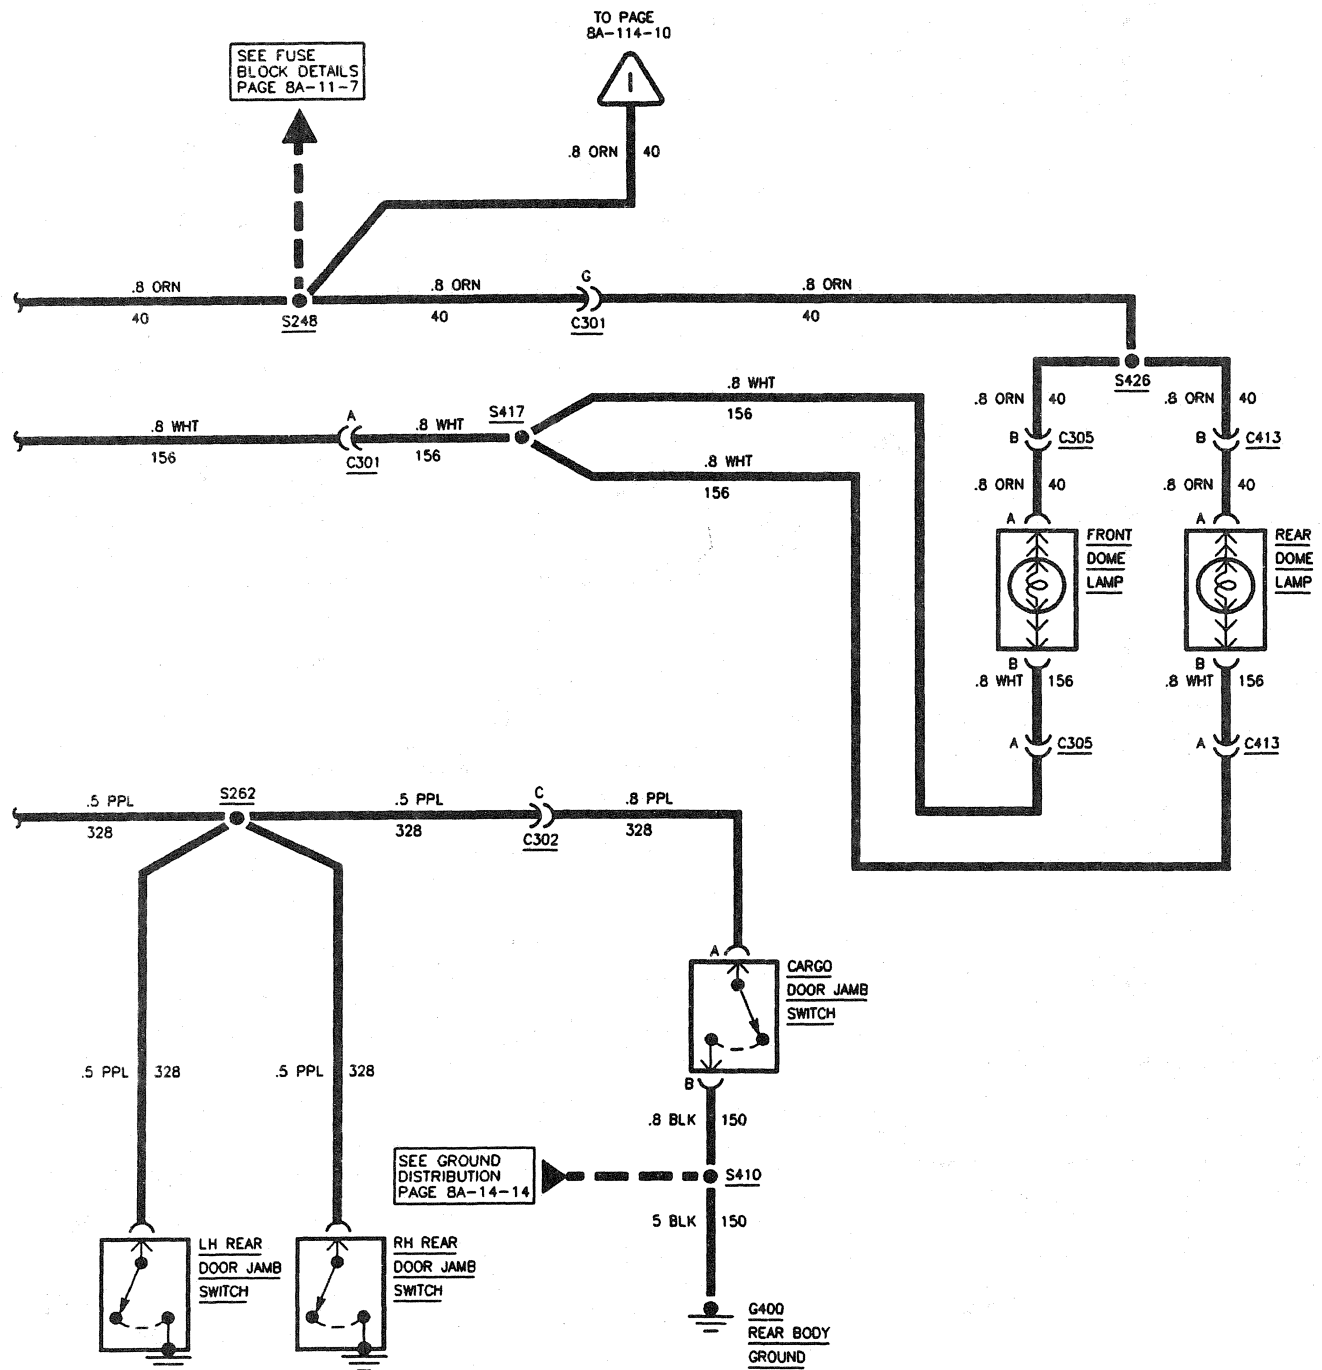 TO PAGE
8A-114-10
SEE FUSE
BLOCK DETAILS
PAGE 8A-11-7
I
.8 ORN 40
.8 ORN
40
S248
.8 ORN
40
G
C301
.8 ORN
40
S426
.8 ORN 40
.8 ORN 40
B C305
B C413
.8 ORN 40
.8 ORN 40
A
A
FRONT
DOME
LAMP
REAR
DOME
LAMP
B
.8 WHT 156
B
.8 WHT 156
A C305
A C413
.8 WHT
156
A
C301
.8 WHT
156
S417
.8 WHT
156
.8 WHT
156
.5 PPL
328
S262
.5 PPL
328
C
C302
.8 PPL
328
A
CARGO
DOOR JAMB
SWITCH
B
.8 BLK 150
.5 PPL 328
.5 PPL 328
SEE GROUND
DISTRIBUTION
PAGE 8A-14-14
S410
5 BLK 150
LH REAR
DOOR JAMB
SWITCH
RH REAR
DOOR JAMB
SWITCH
G400
REAR BODY
GROUND